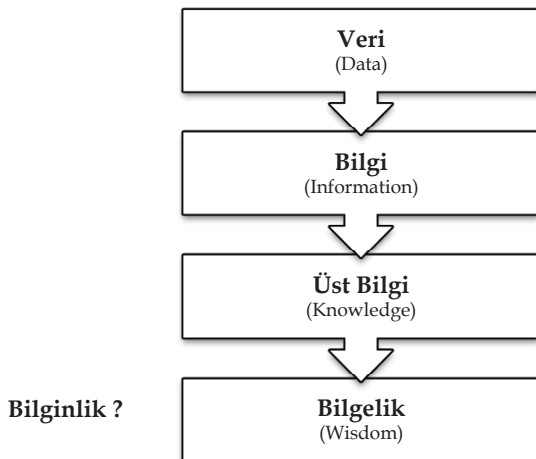 Veri
(Data)
Bilgi
(Information)
Üst Bilgi
(Knowledge)
Bilginlik ?
Bilgelik
(Wisdom)